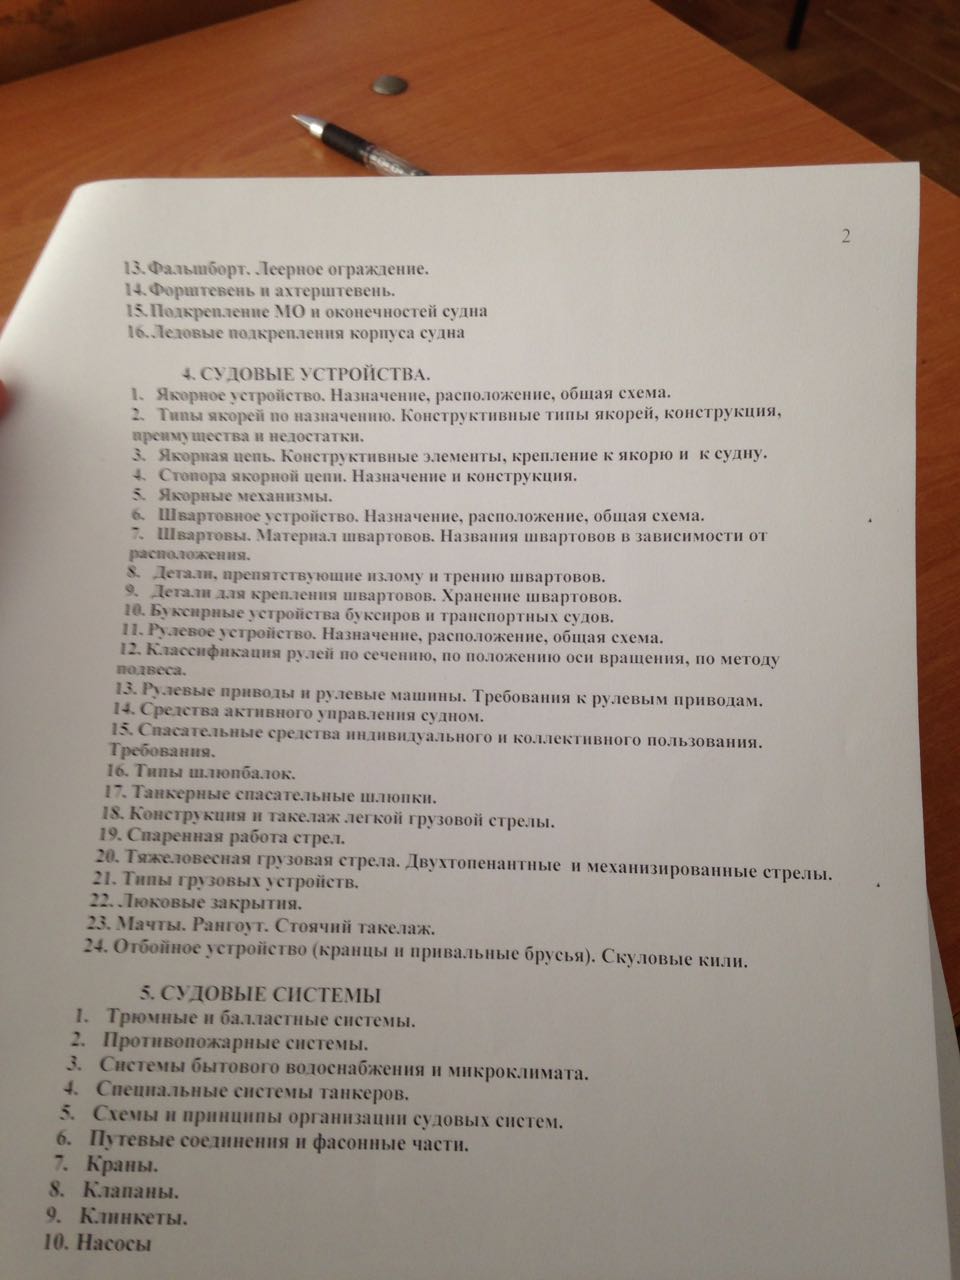 2
13. Фальшборт. Леерное ограждение.
14. Форштевень и ахтерштевень.
15. Подкрепление МО и оконечностей судна
16. Ледовые подкрепления корпуса судна
4. СУДОВЫЕ УСТРОЙСТВА.
1. Якорное устройство. Назначение, расположение, общая схема.
2. Типы якорей по назначению. Конструктивные типы якорей, конструкция,
преимущества и недостатки.
3. Якорная цепь. Конструктивные элементы, крепление к якорю и к судну.
4. Стопора якорной цепи. Назначение и конструкция.
5. Якорные механизмы.
6. Швартовное устройство. Назначение, расположение, общая схема.
7. Швартовы. Материал швартовов. Названия швартовов в зависимости от
расположения.
8. Детали, препятствующие излому и трению швартовов.
9. Детали для крепления швартовов. Хранение швартовов.
10. Буксирные устройства буксиров и транспортных судов.
11. Рулевое устройство. Назначение, расположение, общая схема.
12. Классификация рулей по сечению, по положению оси вращения, по методу
подвеса.
13. Рулевые приводы и рулевые машины. Требования к рулевым приводам.
14. Средства активного управления судном.
15. Спасательные средства индивидуального и коллективного пользования.
Требования.
16. Типы шлюпбалок.
17. Танкерные спасательные шлюпки.
18. Конструкция и такелаж легкой грузовой стрелы.
19. Спаренная работа стрел.
20. Тяжеловесная грузовая стрела. Двухтопенантные и механизированные стрелы.
21. Типы грузовых устройств.
22. Люковые закрытия.
23. Мачты. Рангоут. Стоячий такелаж.
24. Отбойное устройство (кранцы и привальные брусья). Скуловые кили.
5. СУДОВЫЕ СИСТЕМЫ
1. Трюмные и балластные системы.
2. Противопожарные системы.
3. Системы бытового водоснабжения и микроклимата.
4. Специальные системы танкеров.
5. Схемы и принципы организации судовых систем.
6. Путевые соединения и фасонные части.
7. Краны.
8. Клапаны.
9. Клинкеты.
10. Насосы